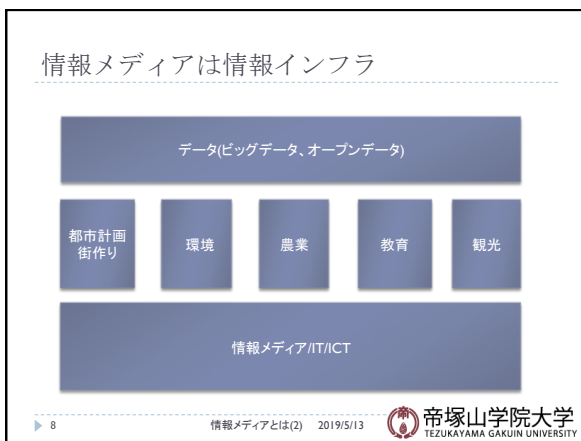 情報メディアは情報インフラ
データ(ビッグデータ、オープンデータ)
都市計画
街作り
環境
農業
教育
観光
情報メディア/IT/ICT
8
情報メディアとは(2) 2019/5/13
帝塚山学院大学
TEZUKAYAMA GAKUIN UNIVERSITY